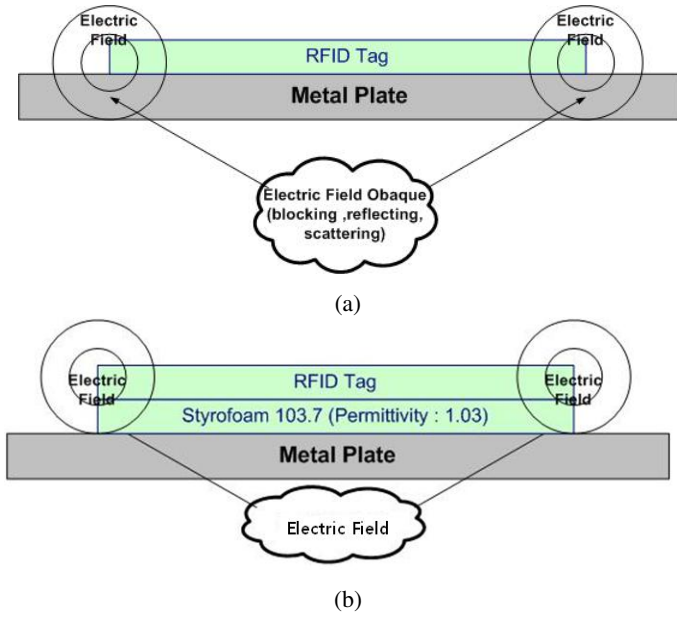 Electric
Field
Electric
Field
RFID Tag
Metal Plate
Electric Field Obaque
(blocking ,reflecting,
scattering)
(a)
Electric
Field
Electric
Field
RFID Tag
Styrofoam 103.7 (Permittivity : 1.03)
Metal Plate
Electric Field
(b)